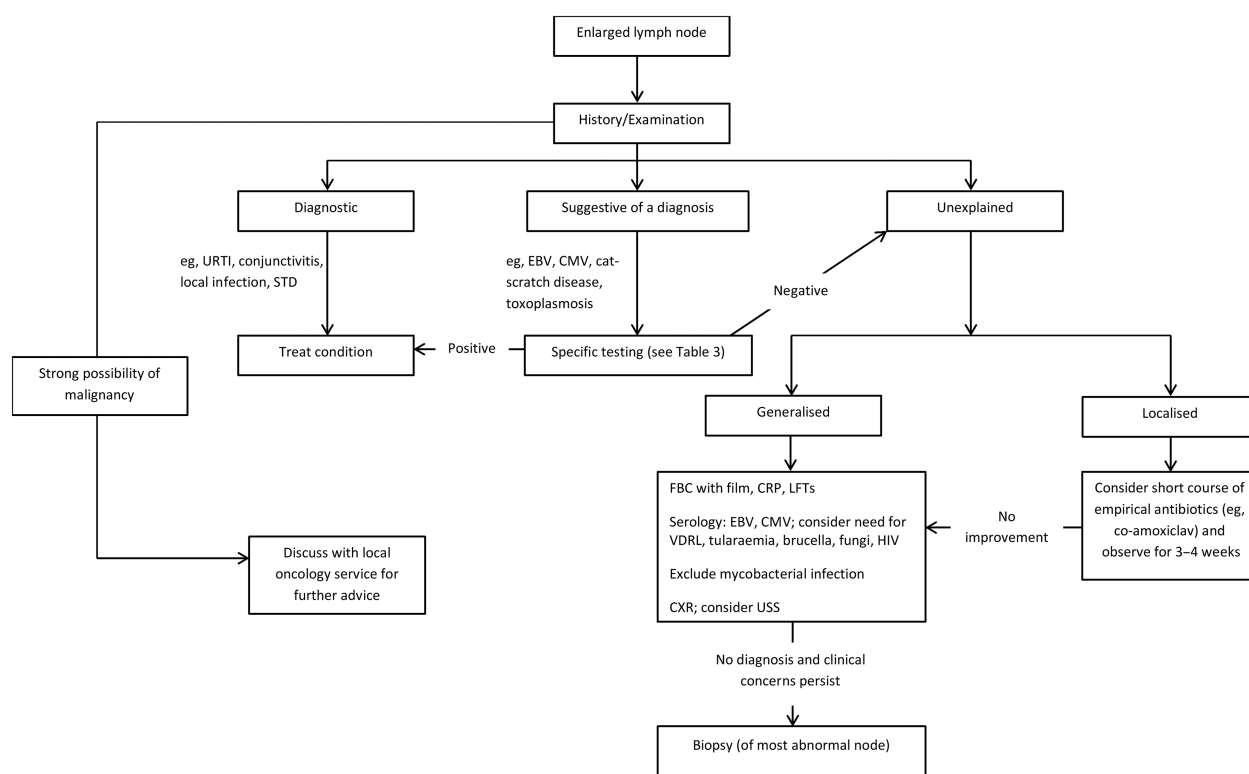 Enlarged lymph node
History/Examination
Diagnostic
Suggestive of a diagnosis
Unexplained
eg, URTI, conjunctivitis,
local infection, STD
eg, EBV, CMV, cat-
scratch disease,
toxoplasmosis
Negative
Treat condition
Positive
Specific testing (see Table 3)
Strong possibility of
malignancy
Generalised
Localised
FBC with film, CRP, LFTs
Serology: EBV, CMV; consider need for
VDRL, tularaemia, brucella, fungi, HIV
Exclude mycobacterial infection
CXR; consider USS
No
improvement
Consider short course of
empirical antibiotics (eg,
co-amoxiclav) and
observe for 3–4 weeks
Discuss with local
oncology service for
further advice
No diagnosis and clinical
concerns persist
Biopsy (of most abnormal node)